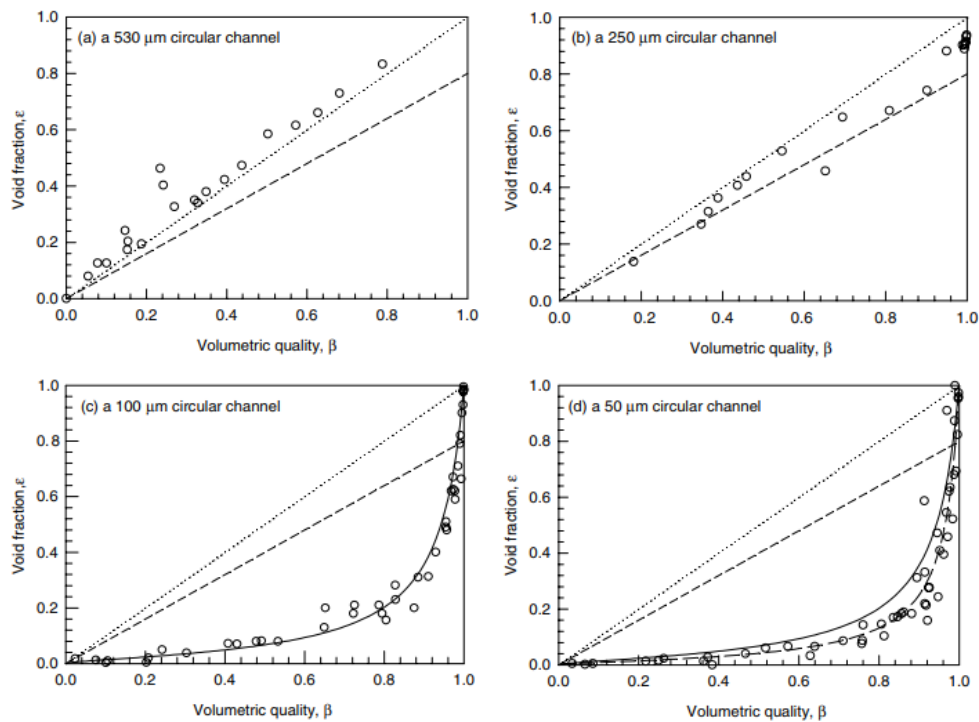 (a) a 530 μm circular channel
Void fraction, ε
1.0
0.8
0.6
0.4
0.2
0.0
0.0 0.2 0.4 0.6 0.8 1.0
Volumetric quality, β
(b) a 250 μm circular channel
Void fraction, ε
1.0
0.8
0.6
0.4
0.2
0.0
0.0 0.2 0.4 0.6 0.8 1.0
Volumetric quality, β
(c) a 100 μm circular channel
Void fraction, ε
1.0
0.8
0.6
0.4
0.2
0.0
0.0 0.2 0.4 0.6 0.8 1.0
Volumetric quality, β
(d) a 50 μm circular channel
Void fraction, ε
1.0
0.8
0.6
0.4
0.2
0.0
0.0 0.2 0.4 0.6 0.8 1.0
Volumetric quality, β